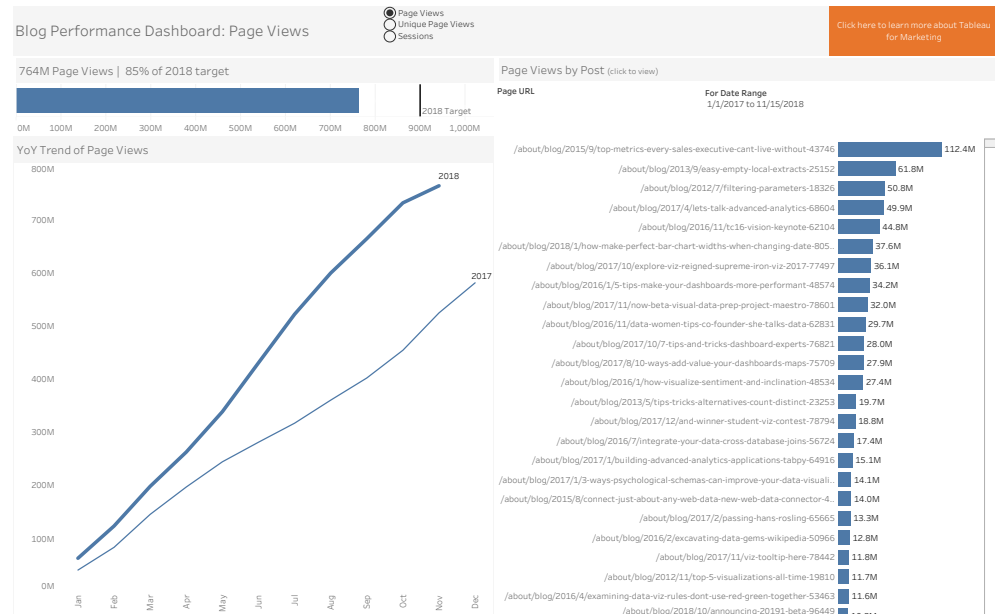 Blog Performance Dashboard: Page Views
Page Views
Unique Page Views
Sessions
Click here to learn more about Tableau
for Marketing
764M Page Views | 85% of 2018 target
2018 Target
0M 100M 200M 300M 400M 500M 600M 700M 800M 900M 1,000M
YoY Trend of Page Views
800M
700M
600M
500M
400M
300M
200M
100M
0M
2018
2017
Jan Feb Mar Apr May Jun Jul Aug Sep Oct Nov Dec
Page Views by Post (click to view)
Page URL
For Date Range
1/1/2017 to 11/15/2018
/about/blog/2015/9/top-metrics-every-sales-executive-cant-live-without-43746 112.4M
/about/blog/2013/9/easy-empty-local-extracts-25152 61.8M
/about/blog/2012/7/filtering-parameters-18326 50.8M
/about/blog/2017/4/lets-talk-advanced-analytics-68604 49.9M
/about/blog/2016/11/tc16-vision-keynote-62104 44.8M
/about/blog/2018/1/how-make-perfect-bar-chart-widths-when-changing-date-805.. 37.6M
/about/blog/2017/10/explore-viz-reigned-supreme-iron-viz-2017-77497 36.1M
/about/blog/2016/1/5-tips-make-your-dashboards-more-performant-48574 34.2M
/about/blog/2017/11/now-beta-visual-data-prep-project-maestro-78601 32.0M
/about/blog/2016/11/data-women-tips-co-founder-she-talks-data-62831 29.7M
/about/blog/2017/10/7-tips-and-tricks-dashboard-experts-76821 28.0M
/about/blog/2017/8/10-ways-add-value-your-dashboards-maps-75709 27.9M
/about/blog/2016/1/how-visualize-sentiment-and-inclination-48534 27.4M
/about/blog/2013/5/tips-tricks-alternatives-count-distinct-23253 19.7M
/about/blog/2017/12/and-winner-student-viz-contest-78794 18.8M
/about/blog/2016/7/integrate-your-data-cross-database-joins-56724 17.4M
/about/blog/2017/1/building-advanced-analytics-applications-tabpy-64916 15.1M
/about/blog/2017/1/3-ways-psychological-schemas-can-improve-your-data-visuali.. 14.1M
/about/blog/2015/8/connect-just-about-any-web-data-new-web-data-connector-4.. 14.0M
/about/blog/2017/2/passing-hans-rosling-65665 13.3M
/about/blog/2016/2/excavating-data-gems-wikipedia-50966 12.8M
/about/blog/2017/11/viz-tooltip-here-78442 11.8M
/about/blog/2012/11/top-5-visualizations-all-time-19810 11.7M
/about/blog/2016/4/examining-data-viz-rules-dont-use-red-green-together-53463 11.6M
/about/blog/2018/10/announcing-20191-beta-96449